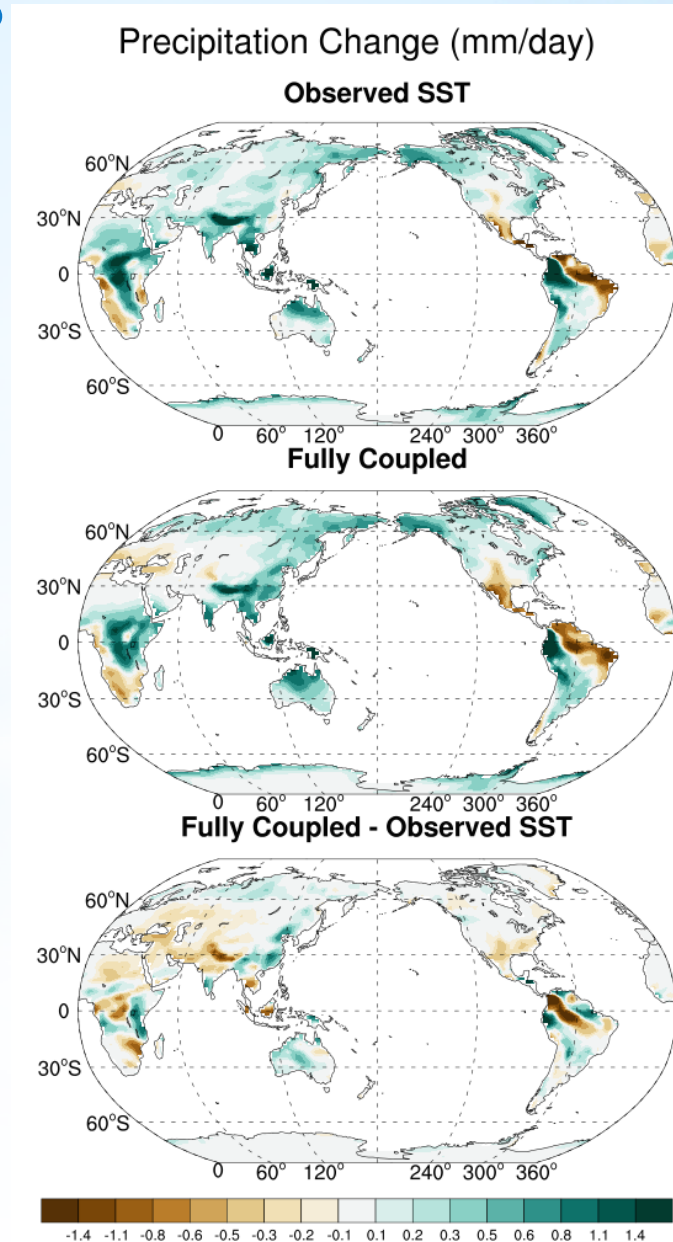 Precipitation Change (mm/day)
Observed SST
60°N
30°N
0
30°S
60°S
0 60° 120° 240° 300° 360°
Fully Coupled
60°N
30°N
0
30°S
60°S
0 60° 120° 240° 300° 360°
Fully Coupled - Observed SST
60°N
30°N
0
30°S
60°S
0 60° 120° 240° 300° 360°
-1.4 -1.1 -0.8 -0.6 -0.5 -0.3 -0.2 -0.1 0.1 0.2 0.3 0.5 0.6 0.8 1.1 1.4